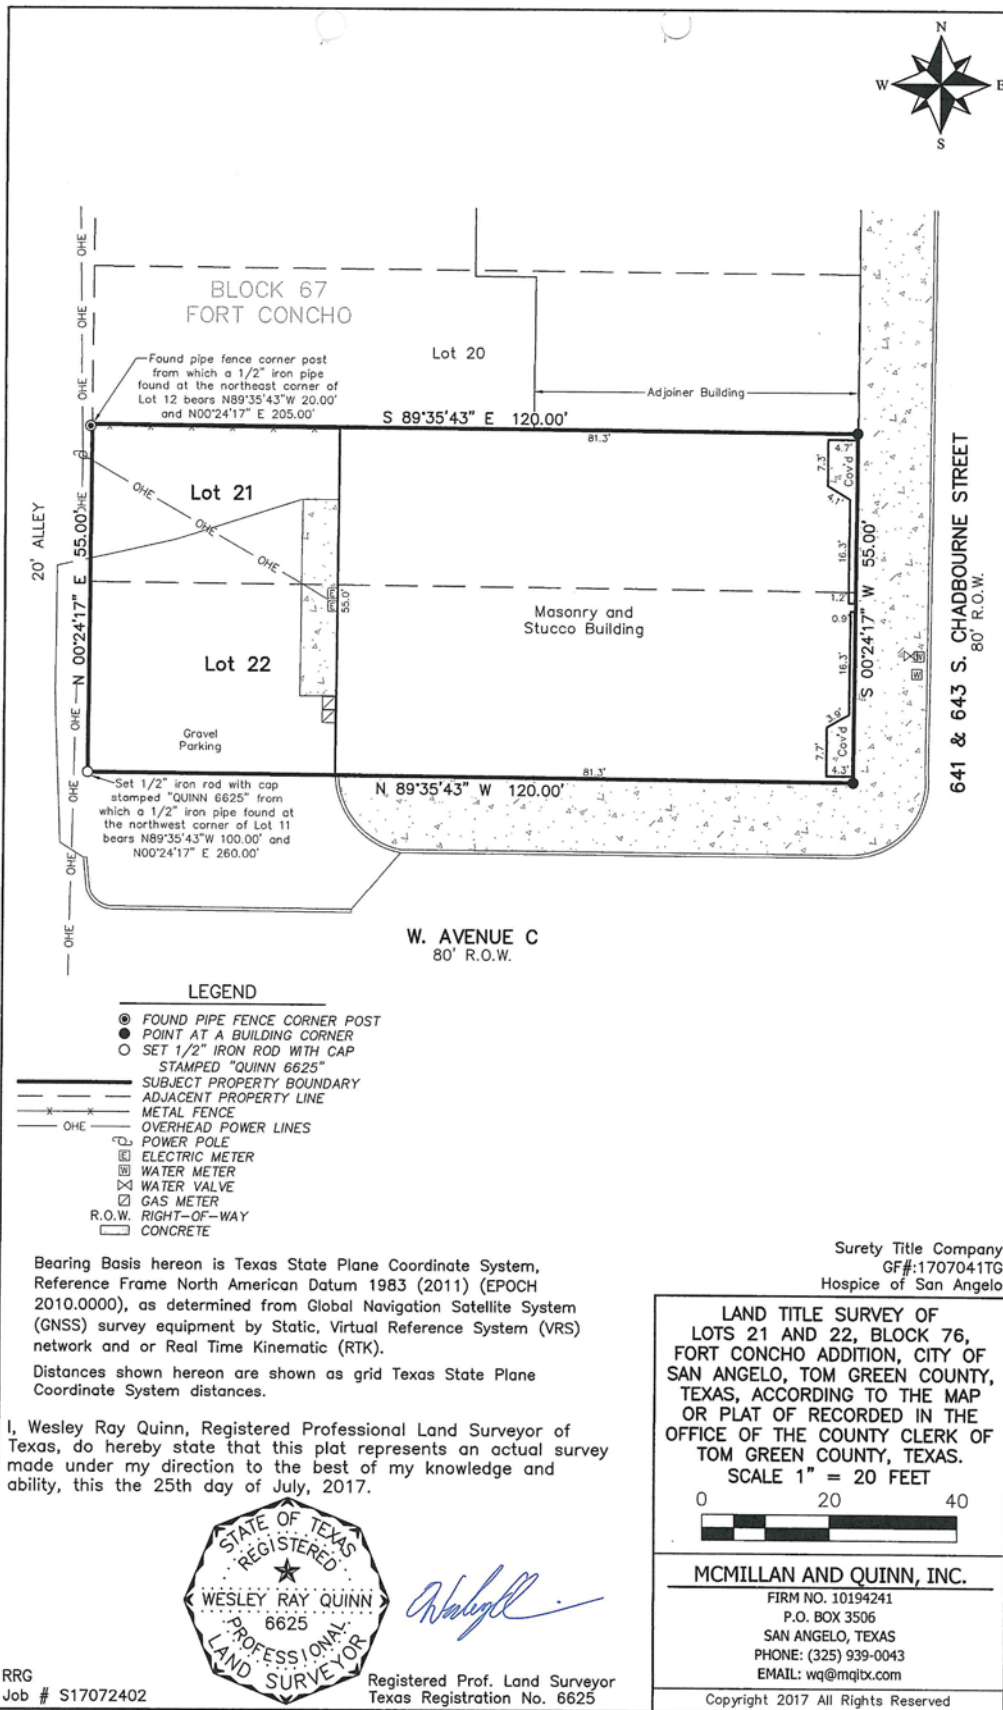 N
W
E
S
OHE
OHE
BLOCK 67
FORT CONCHO
Lot 20
Found pipe fence corner post
from which a 1/2" iron pipe
found at the northeast corner of
Lot 12 bears N89°35'43"W 20.00'
and N00°24'17" E 205.00'
OHE
Adjoiner Building
S 89°35'43" E 120.00'
81.3'
4.7'
7.3'
Cov'd
4.1'
Lot 21
OHE
OHE
OHE
20' ALLEY
N 00°24'17" E 55.00'
55.0'
E
E
16.3'
1.2'
0.9'
16.3'
S 00°24'17" W 55.00'
641 & 643 S. CHADBOURNE STREET
80' R.O.W.
Masonry and
Stucco Building
Lot 22
W
W
Gravel
Parking
OHE
3.9'
7.7'
Cov'd
4.3'
81.3'
N 89°35'43" W 120.00'
Set 1/2" iron rod with cap
stamped "QUINN 6625" from
which a 1/2" iron pipe found at
the northwest corner of Lot 11
bears N89°35'43"W 100.00' and
N00°24'17" E 260.00'
OHE
OHE
OHE
W. AVENUE C
80' R.O.W.
LEGEND
FOUND PIPE FENCE CORNER POST
POINT AT A BUILDING CORNER
SET 1/2" IRON ROD WITH CAP
STAMPED "QUINN 6625"
SUBJECT PROPERTY BOUNDARY
ADJACENT PROPERTY LINE
x x METAL FENCE
OHE OVERHEAD POWER LINES
POWER POLE
E ELECTRIC METER
W WATER METER
WATER VALVE
GAS METER
R.O.W. RIGHT-OF-WAY
CONCRETE
Bearing Basis hereon is Texas State Plane Coordinate System,
Reference Frame North American Datum 1983 (2011) (EPOCH
2010.0000), as determined from Global Navigation Satellite System
(GNSS) survey equipment by Static, Virtual Reference System (VRS)
network and or Real Time Kinematic (RTK).
Distances shown hereon are shown as grid Texas State Plane
Coordinate System distances.
I, Wesley Ray Quinn, Registered Professional Land Surveyor of
Texas, do hereby state that this plat represents an actual survey
made under my direction to the best of my knowledge and
ability, this the 25th day of July, 2017.
STATE OF TEXAS
REGISTERED
WESLEY RAY QUINN
6625
PROFESSIONAL
LAND SURVEYOR
RRG
Job # S17072402
Registered Prof. Land Surveyor
Texas Registration No. 6625
Surety Title Company
GF#:1707041TG
Hospice of San Angelo
LAND TITLE SURVEY OF
LOTS 21 AND 22, BLOCK 76,
FORT CONCHO ADDITION, CITY OF
SAN ANGELO, TOM GREEN COUNTY,
TEXAS, ACCORDING TO THE MAP
OR PLAT OF RECORDED IN THE
OFFICE OF THE COUNTY CLERK OF
TOM GREEN COUNTY, TEXAS.
SCALE 1" = 20 FEET
0 20 40
MCMILLAN AND QUINN, INC.
FIRM NO. 10194241
P.O. BOX 3506
SAN ANGELO, TEXAS
PHONE: (325) 939-0043
EMAIL: wq@mqitx.com
Copyright 2017 All Rights Reserved